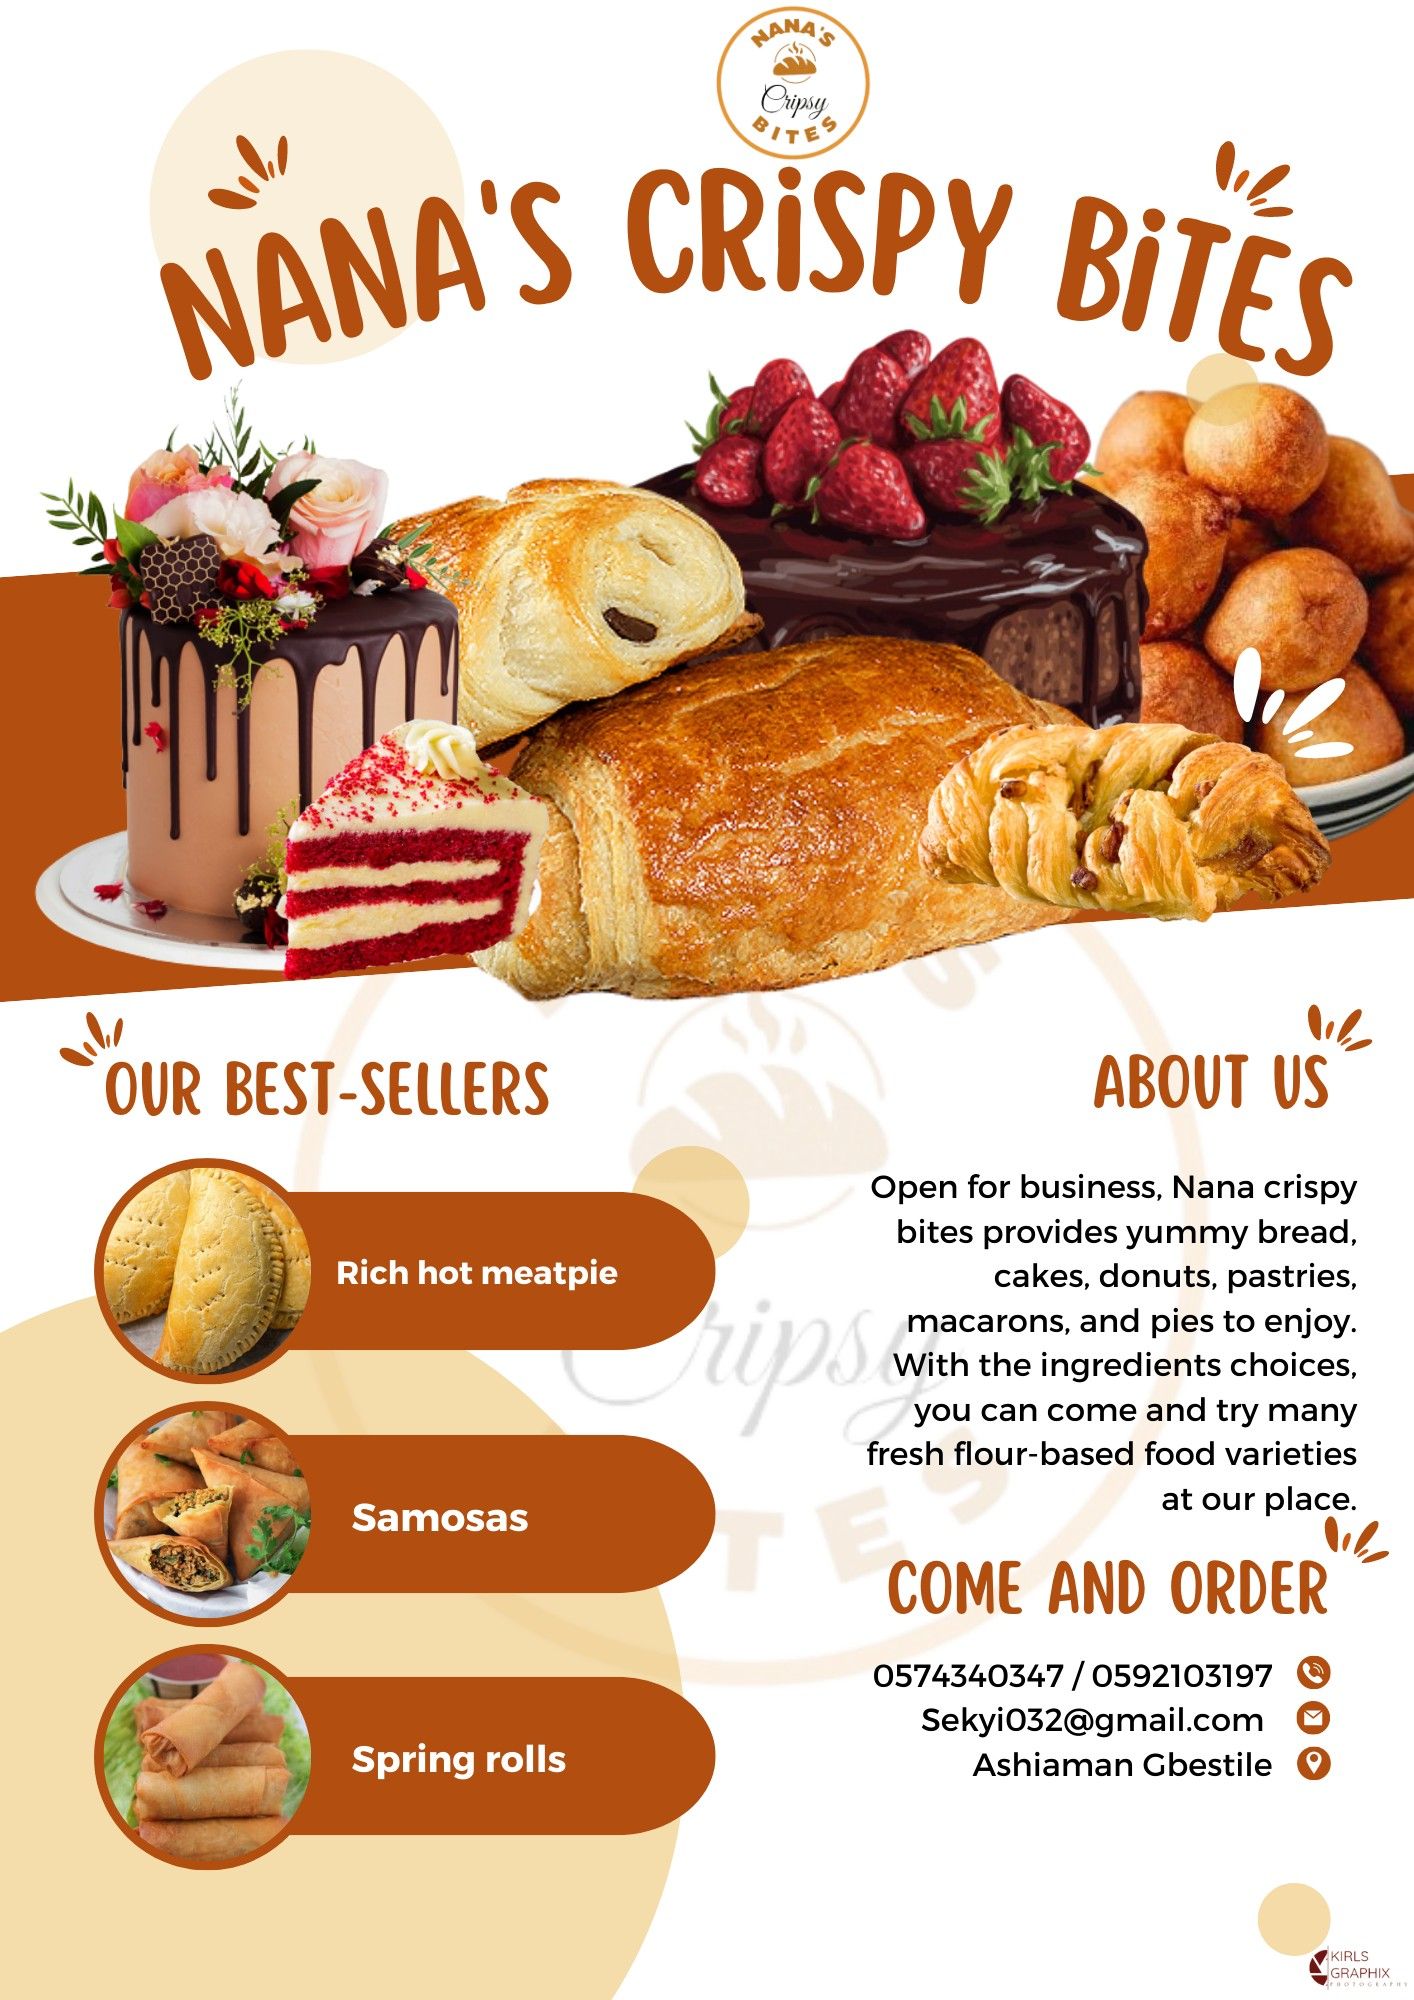 NANA'S
Cripsy
BITES
NANA'S CRiSPY BiTES
OUR BEST-SELLERS
Rich hot meatpie
Samosas
Spring rolls
ABOUT US
Open for business, Nana crispy
bites provides yummy bread,
cakes, donuts, pastries,
macarons, and pies to enjoy.
With the ingredients choices,
you can come and try many
fresh flour-based food varieties
at our place.
COME AND ORDER
0574340347 / 0592103197
Sekyi032@gmail.com
Ashiaman Gbestile
Cripsy
BITES
KIRLS
GRAPHIX
PHOTOGRAPHY